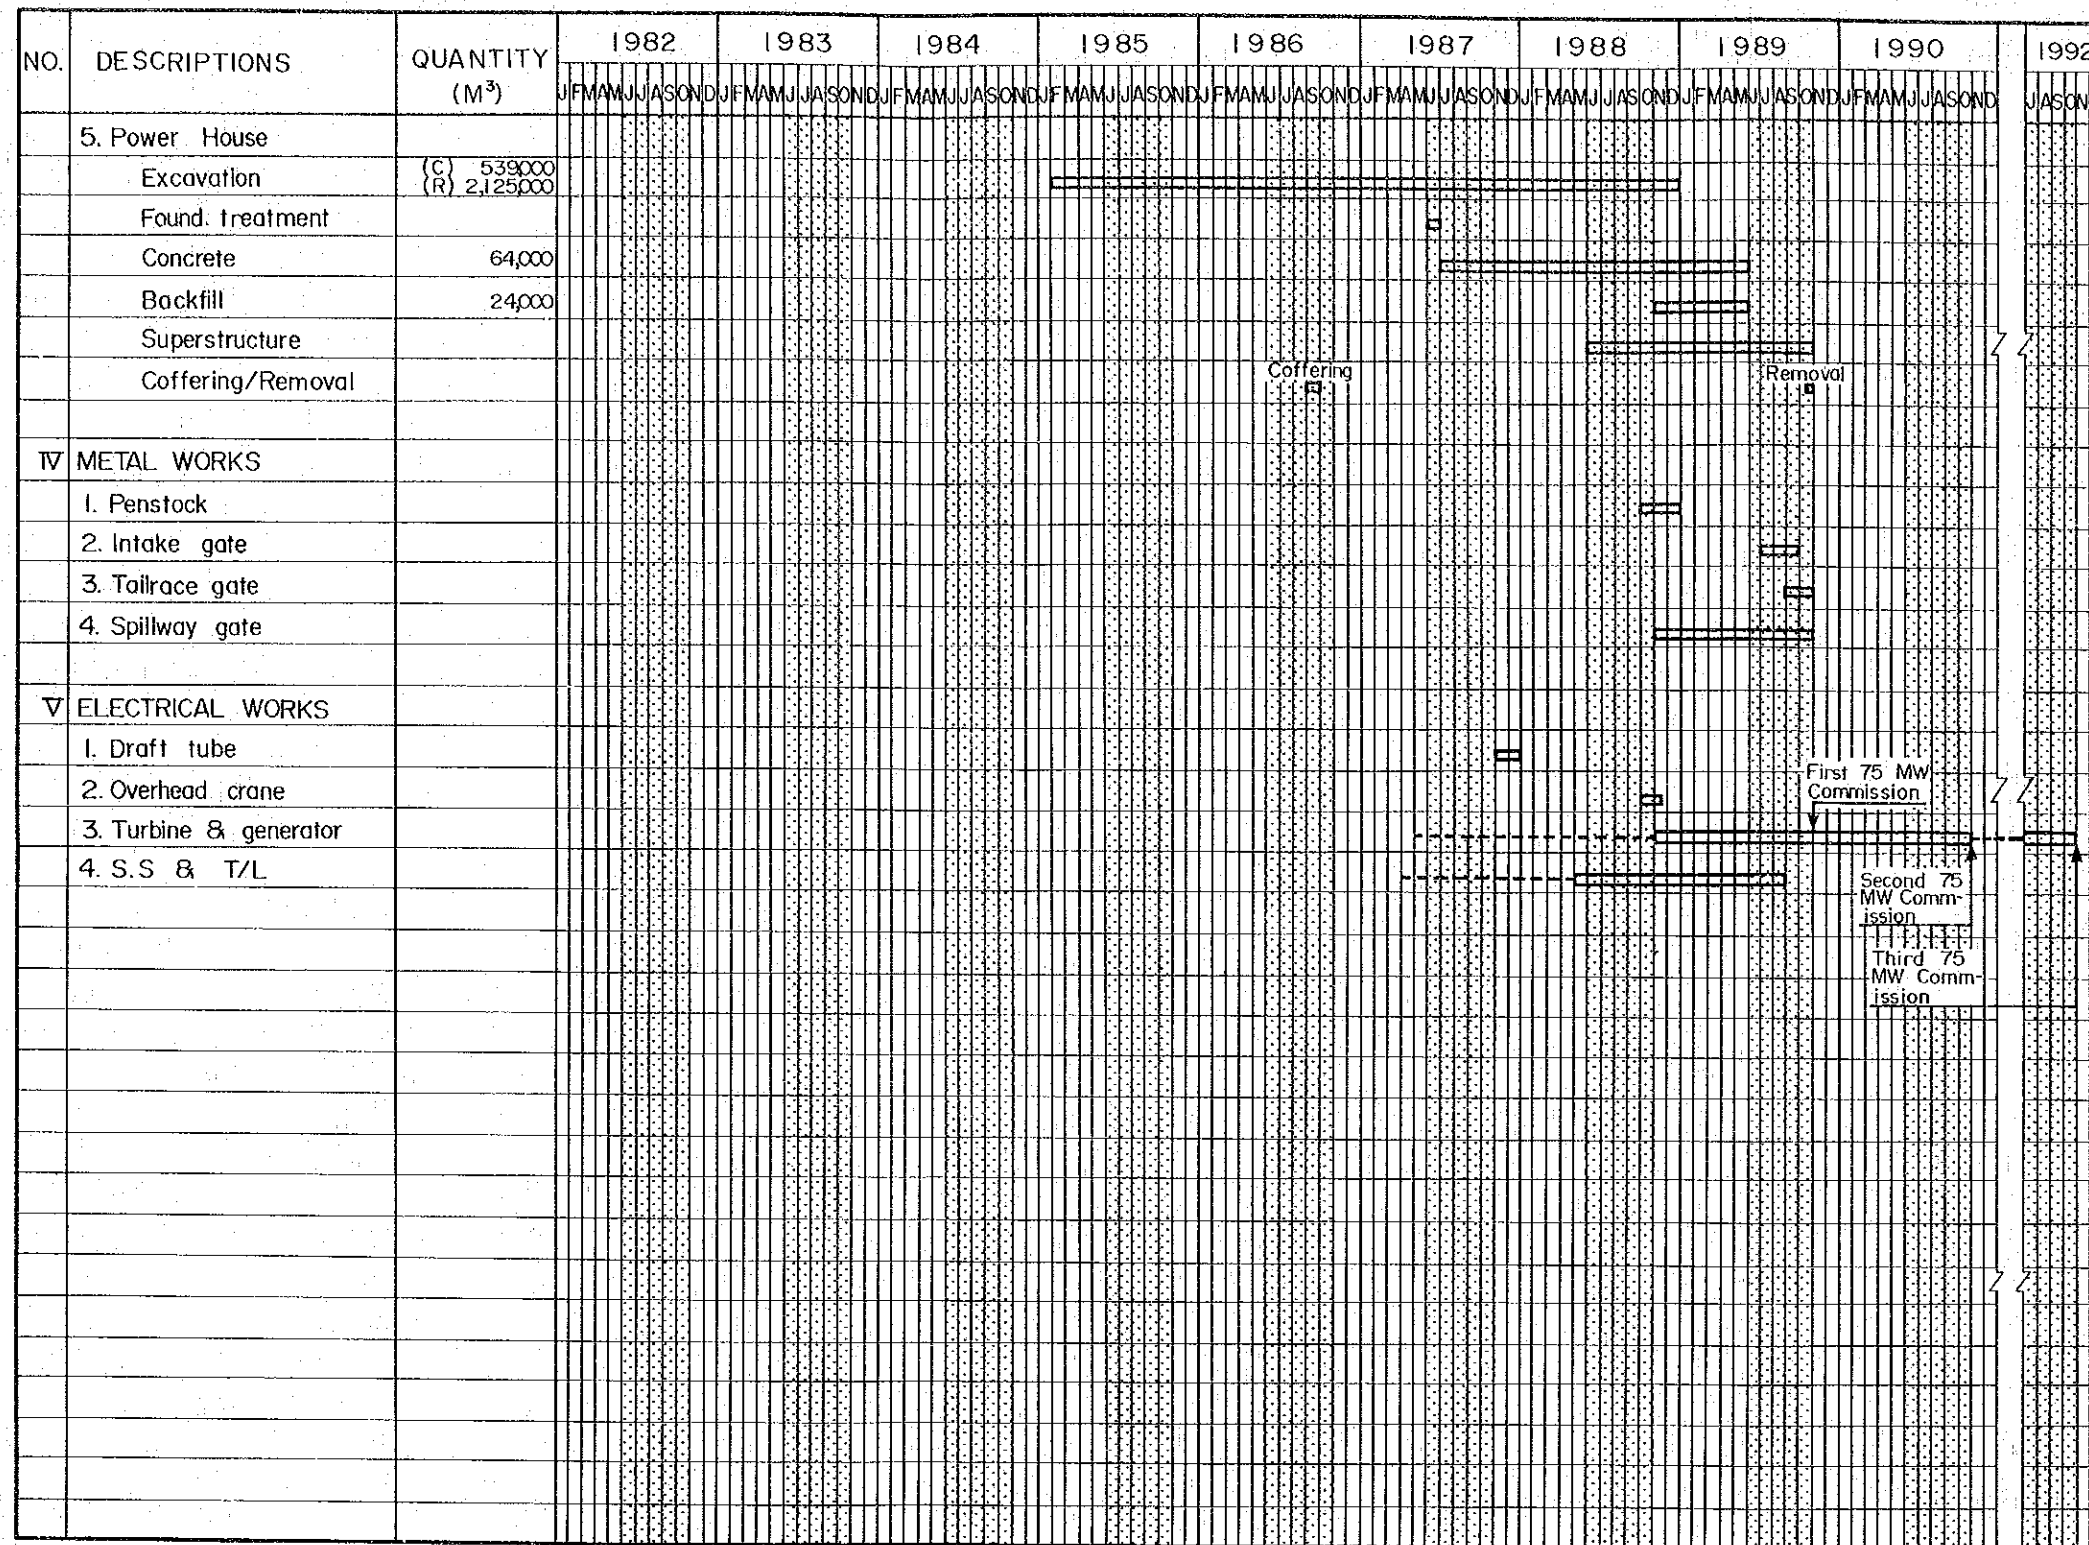 NO. DESCRIPTIONS QUANTITY (M³) 1982 1983 1984 1985 1986 1987 1988 1989 1990 1992
JFMAMJJASOND JFMAMJJASOND JFMAMJJASOND JFMAMJJASOND JFMAMJJASOND JFMAMJJASOND JFMAMJJASOND JFMAMJJASOND JFMAMJJASOND JASON
5. Power House
Excavation (C) 539,000
(R) 2,125,000
Found. treatment
Concrete 64,000
Backfill 24,000
Superstructure
Coffering/Removal Coffering Removal
IV METAL WORKS
1. Penstock
2. Intake gate
3. Tailrace gate
4. Spillway gate
V ELECTRICAL WORKS
1. Draft tube
2. Overhead crane
First 75 MW
Commission
3. Turbine & generator
4. S.S & T/L
Second 75
MW Comm-
ission
Third 75
MW Comm-
ission